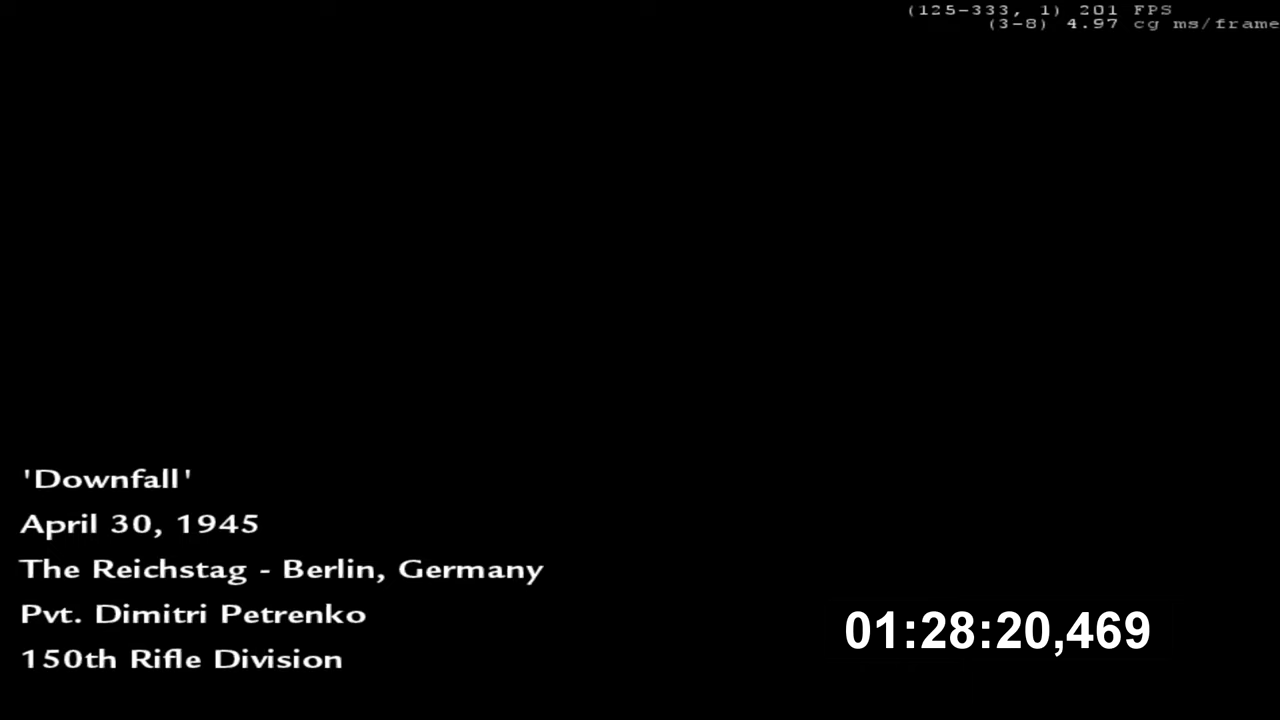 (125-333, 1) 201 FPS
(3-8) 4.97 cg ms/frame
'Downfall'
April 30, 1945
The Reichstag - Berlin, Germany
Pvt. Dimitri Petrenko
150th Rifle Division
01:28:20,469